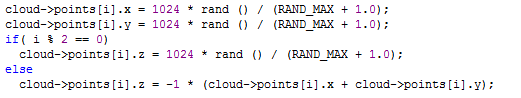 cloud->points[i].x = 1024 * rand () / (RAND_MAX + 1.0);
cloud->points[i].y = 1024 * rand () / (RAND_MAX + 1.0);
if( i % 2 == 0)
  cloud->points[i].z = 1024 * rand () / (RAND_MAX + 1.0);
else
  cloud->points[i].z = -1 * (cloud->points[i].x + cloud->points[i].y);